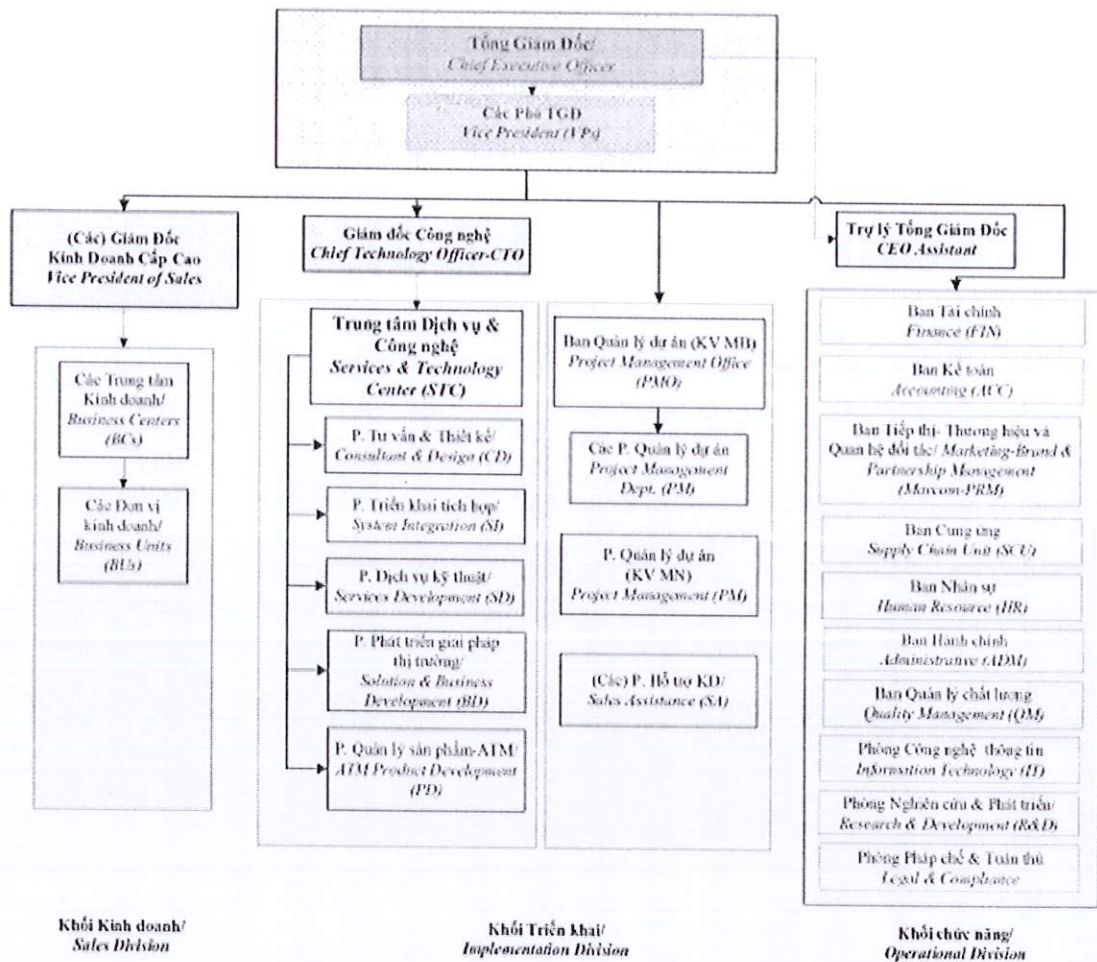 Tổng Giám Đốc/
Chief Executive Officer
Các Phó TGĐ
Vice President (VPs)
(Các) Giám Đốc
Kinh Doanh Cấp Cao
Vice President of Sales
Giám đốc Công nghệ
Chief Technology Officer-CTO
Trợ lý Tổng Giám Đốc
CEO Assistant
Các Trung tâm
Kinh doanh/
Business Centers
(BCs)
Các Đơn vị
kinh doanh/
Business Units
(BUs)
Trung tâm Dịch vụ &
Công nghệ
Services & Technology
Center (STC)
P. Tư vấn & Thiết kế/
Consultant & Design (CD)
P. Triển khai tích hợp/
System Integration (SI)
P. Dịch vụ kỹ thuật/
Services Development (SD)
P. Phát triển giải pháp
thị trường/
Solution & Business
Development (BD)
P. Quản lý sản phẩm-ATM/
ATM Product Development
(PD)
Ban Quản lý dự án (KV MB)
Project Management Office
(PMO)
Các P. Quản lý dự án
Project Management
Dept. (PM)
P. Quản lý dự án
(KV MN)
Project Management (PM)
(Các) P. Hỗ trợ KD/
Sales Assistance (SA)
Ban Tài chính
Finance (FIN)
Ban Kế toán
Accounting (ACC)
Ban Tiếp thị- Thương hiệu và
Quan hệ đối tác/ Marketing-Brand &
Partnership Management
(Marcom-PRM)
Ban Cung ứng
Supply Chain Unit (SCU)
Ban Nhân sự
Human Resource (HR)
Ban Hành chính
Administrative (ADM)
Ban Quản lý chất lượng
Quality Management (QM)
Phòng Công nghệ thông tin
Information Technology (IT)
Phòng Nghiên cứu & Phát triển/
Research & Development (R&D)
Phòng Pháp chế & Tuân thủ
Legal & Compliance
Khối Kinh doanh/
Sales Division
Khối Triển khai/
Implementation Division
Khối chức năng/
Operational Division